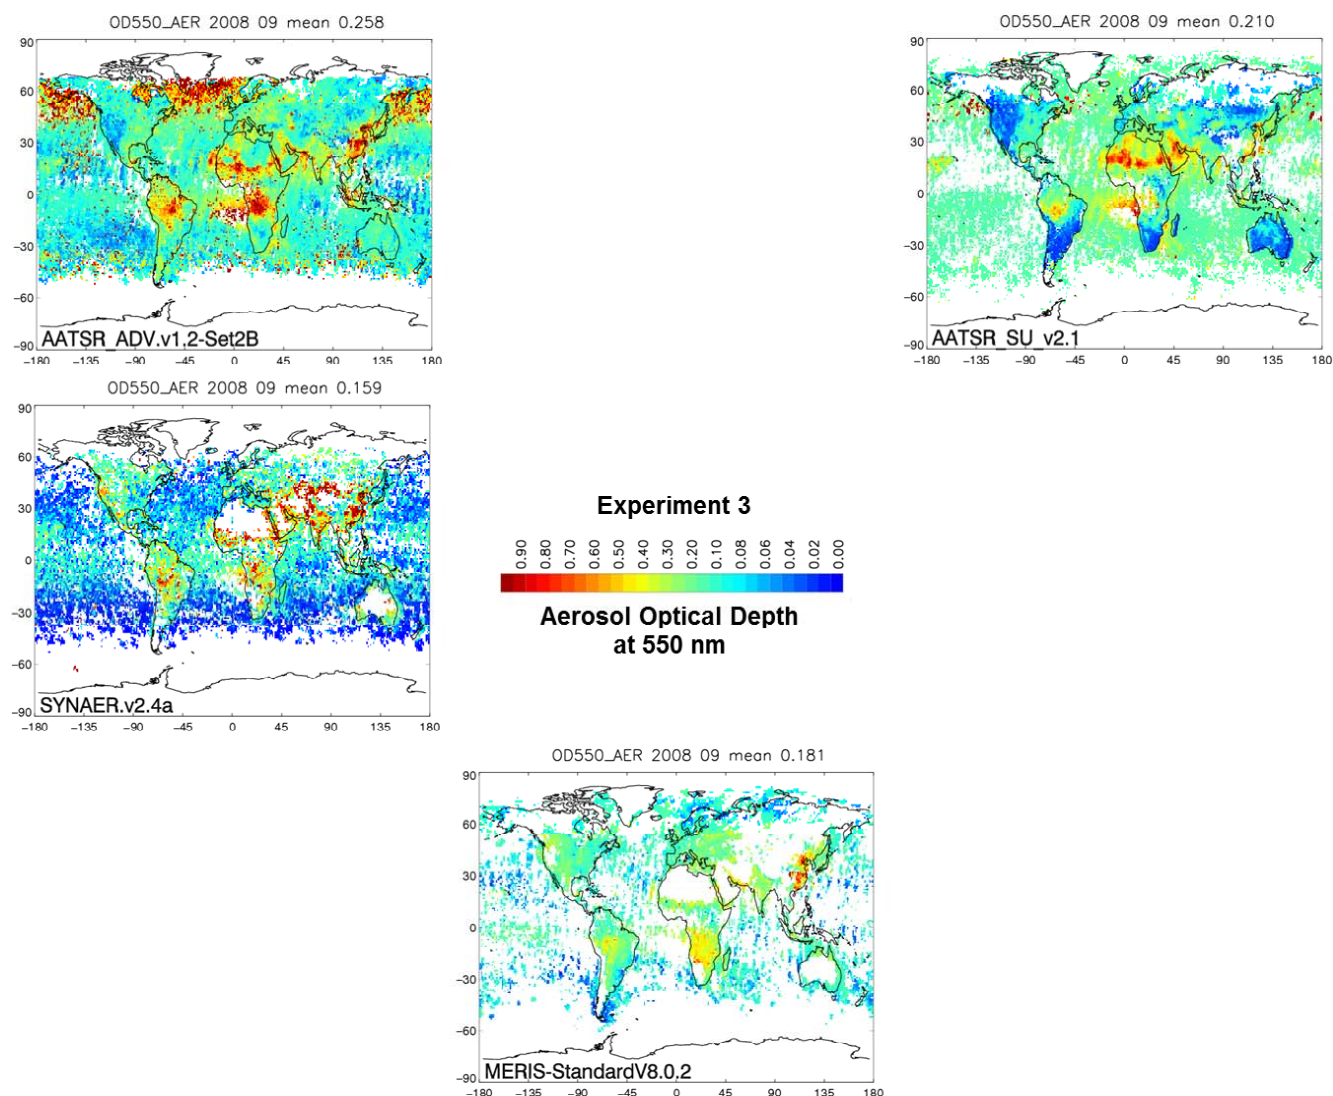 OD550_AER 2008 09 mean 0.258
90
60
30
0
-30
-60
-90
AATSR_ADV.v1.2-Set2B
-180 -135 -90 -45 0 45 90 135 180
OD550_AER 2008 09 mean 0.210
90
60
30
0
-30
-60
-90
AATSR_SU_v2.1
-180 -135 -90 -45 0 45 90 135 180
OD550_AER 2008 09 mean 0.159
90
60
30
0
-30
-60
-90
SYNAER.v2.4a
-180 -135 -90 -45 0 45 90 135 180
Experiment 3
0.90 0.80 0.70 0.60 0.50 0.40 0.30 0.20 0.10 0.08 0.06 0.04 0.02 0.00
Aerosol Optical Depth
at 550 nm
OD550_AER 2008 09 mean 0.181
90
60
30
0
-30
-60
-90
MERIS-StandardV8.0.2
-180 -135 -90 -45 0 45 90 135 180